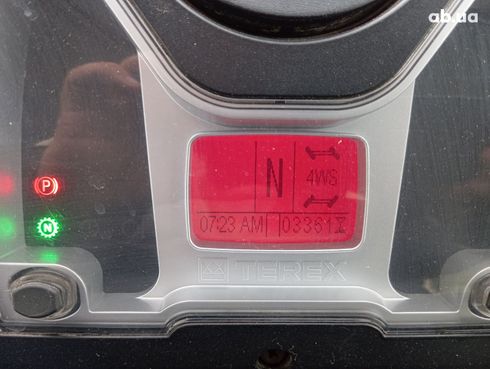 ab.ua
N
4WS
P
N
07:23 AM 03361
TEREX